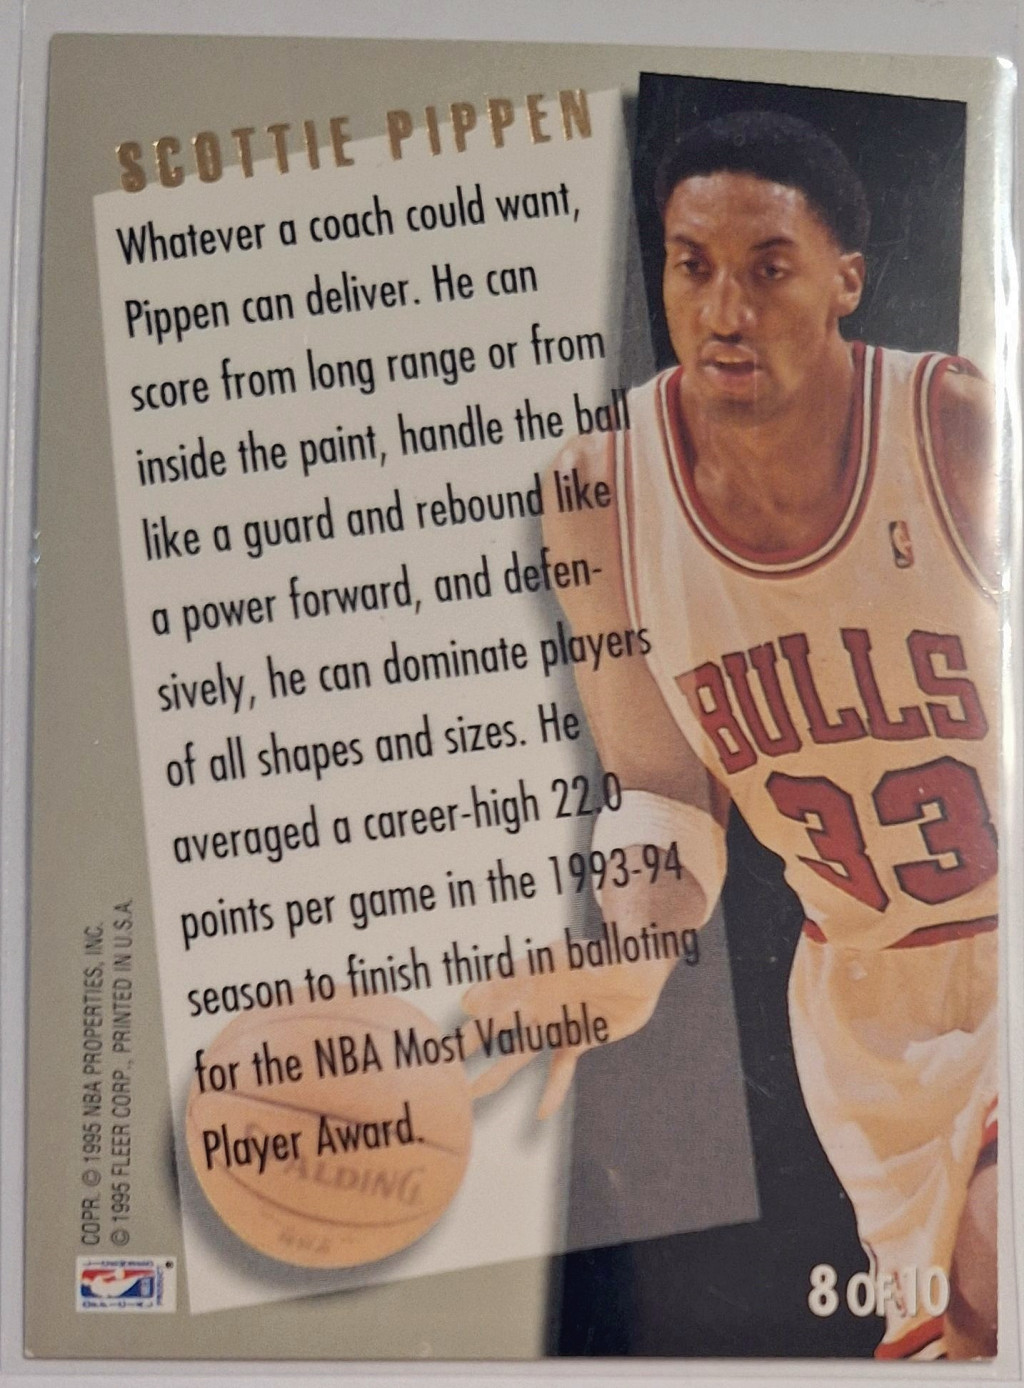 SCOTTIE PIPPEN
Whatever a coach could want,
Pippen can deliver. He can
score from long range or from
inside the paint, handle the ball
like a guard and rebound like
a power forward, and defen-
sively, he can dominate players
of all shapes and sizes. He
averaged a career-high 22.0
points per game in the 1993-94
season to finish third in balloting
for the NBA Most Valuable
Player Award.
BULLS
33
SPALDING
COPR. © 1995 NBA PROPERTIES, INC.
© 1995 FLEER CORP., PRINTED IN U.S.A.
8 OF 10